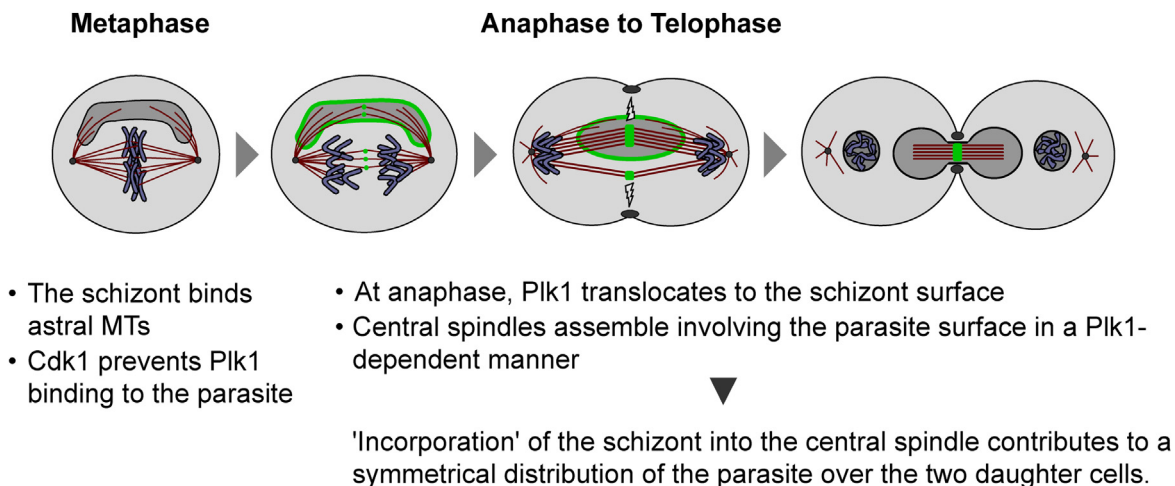 Metaphase
Anaphase to Telophase
• The schizont binds
astral MTs
• Cdk1 prevents Plk1
binding to the parasite
• At anaphase, Plk1 translocates to the schizont surface
• Central spindles assemble involving the parasite surface in a Plk1-
dependent manner
'Incorporation' of the schizont into the central spindle contributes to a
symmetrical distribution of the parasite over the two daughter cells.